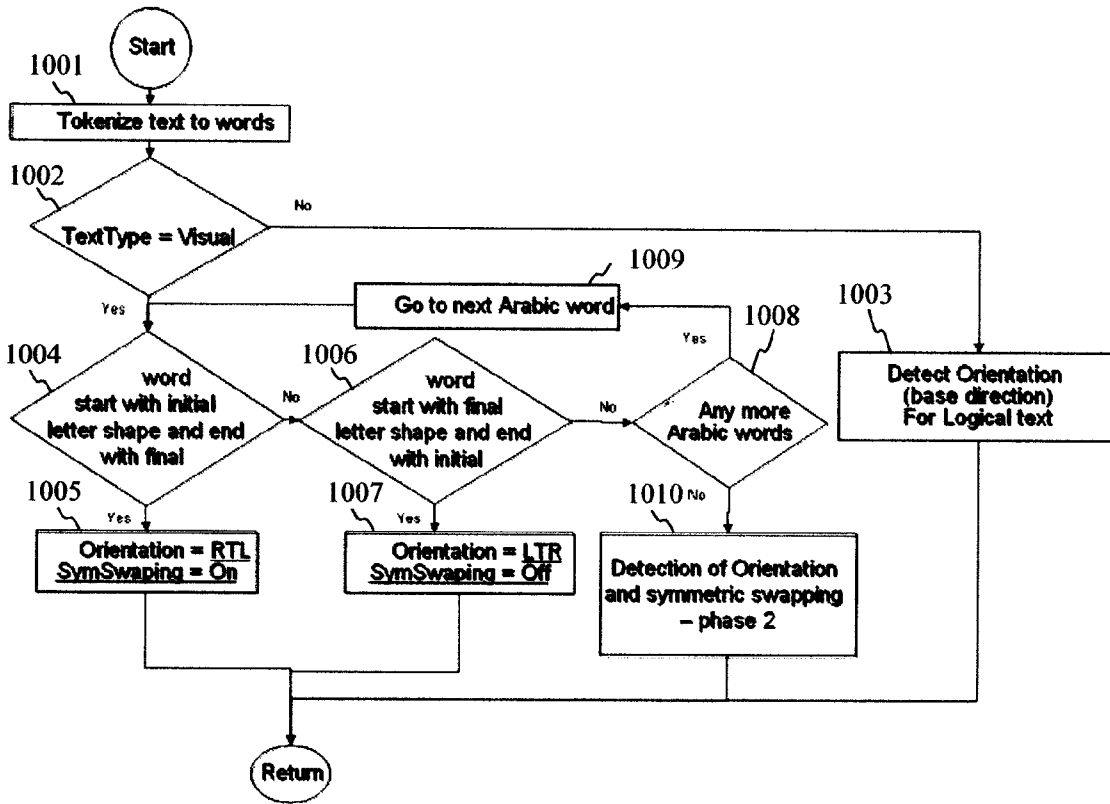 Start
1001
Tokenize text to words
1002
No
TextType = Visual
1009
Go to next Arabic word
Yes
1008
Yes
1003
1004
1006
word
start with initial
letter shape and end
with final
No
word
start with final
letter shape and end
with initial
No
Any more
Arabic words
Detect Orientation
(base direction)
For Logical text
1005
Yes
1007
Yes
1010
No
Orientation = RTL
SymSwaping = On
Orientation = LTR
SymSwaping = Off
Detection of Orientation
and symmetric swapping
– phase 2
Return